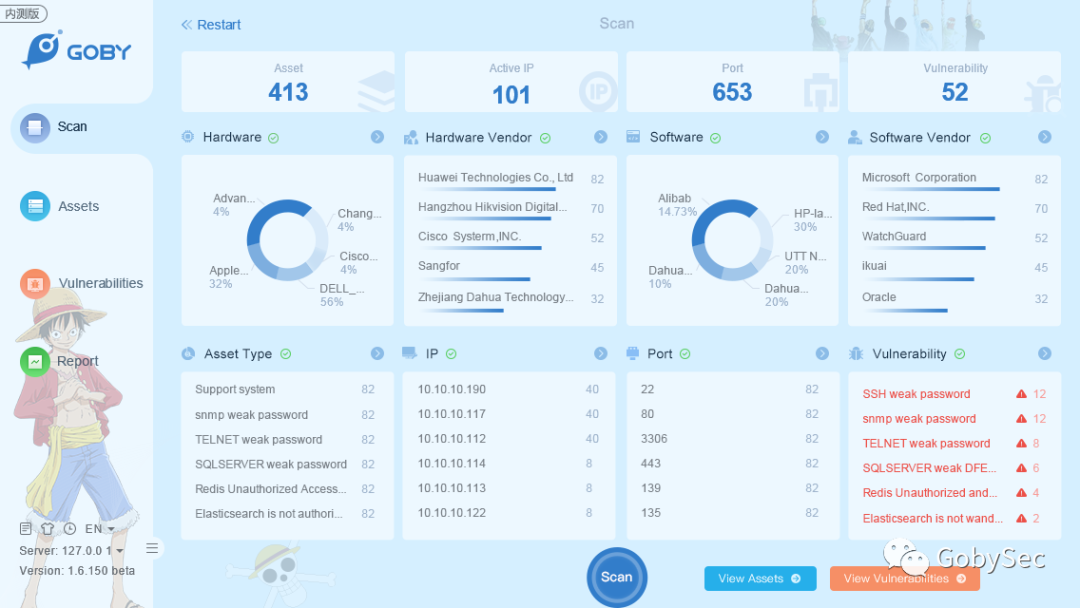 内测版
GOBY
Scan
Assets
Vulnerabilities
Report
EN
Server: 127.0.0 1
Version: 1.6.150 beta
Restart
Scan
Asset
413
Active IP
101
IP
Port
653
Vulnerability
52
Hardware
Advan...
4%
Chang...
4%
Cisco...
4%
Apple...
32%
DELL_...
56%
Hardware Vendor
Huawei Technologies Co., Ltd 82
Hangzhou Hikvision Digital... 70
Cisco Systerm,INC. 52
Sangfor 45
Zhejiang Dahua Technology... 32
Software
Alibab
14.73%
HP-la...
30%
UTT N...
20%
Dahua...
10%
Dahua...
20%
Software Vendor
Microsoft Corporation 82
Red Hat,INC. 70
WatchGuard 52
ikuai 45
Oracle 32
Asset Type
Support system 82
snmp weak password 82
TELNET weak password 82
SQLSERVER weak password 82
Redis Unauthorized Access... 82
Elasticsearch is not authori... 82
IP
10.10.10.190 40
10.10.10.117 40
10.10.10.112 40
10.10.10.114 8
10.10.10.113 8
10.10.10.122 8
Port
22 82
80 82
3306 82
443 82
139 82
135 82
Vulnerability
SSH weak password 12
snmp weak password 12
TELNET weak password 8
SQLSERVER weak DFE... 6
Redis Unauthorized and... 4
Elasticsearch is not wand... 2
Scan
View Assets
View Vulnerabilities
GobySec